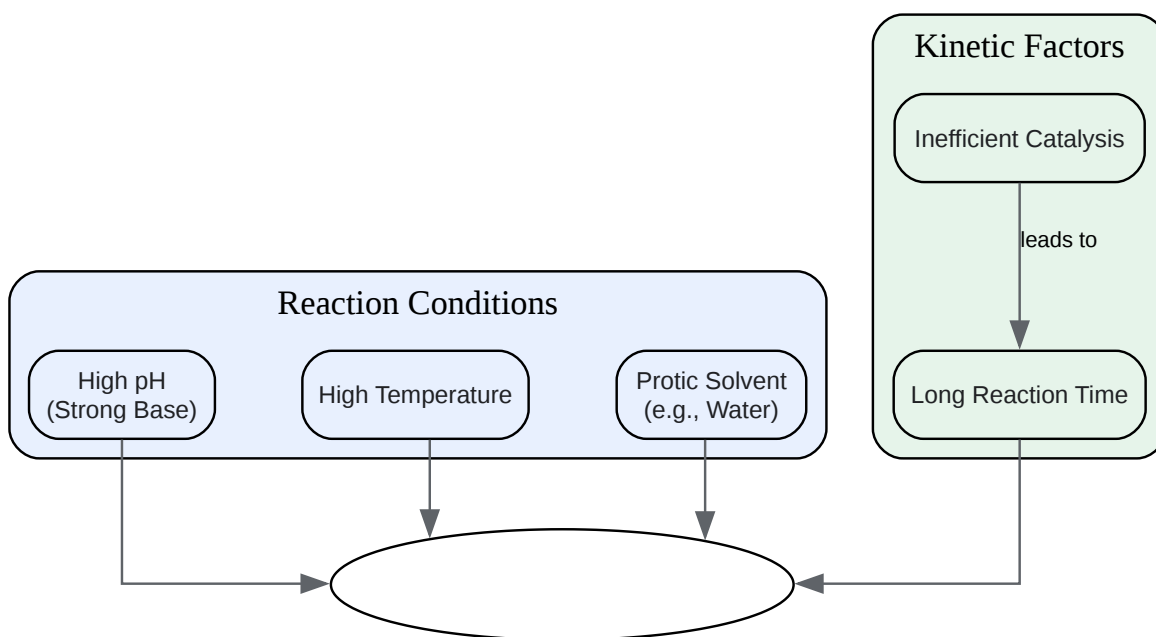 Kinetic Factors
Inefficient Catalysis
leads to
Reaction Conditions
High pH
(Strong Base)
High Temperature
Protic Solvent
(e.g., Water)
Long Reaction Time